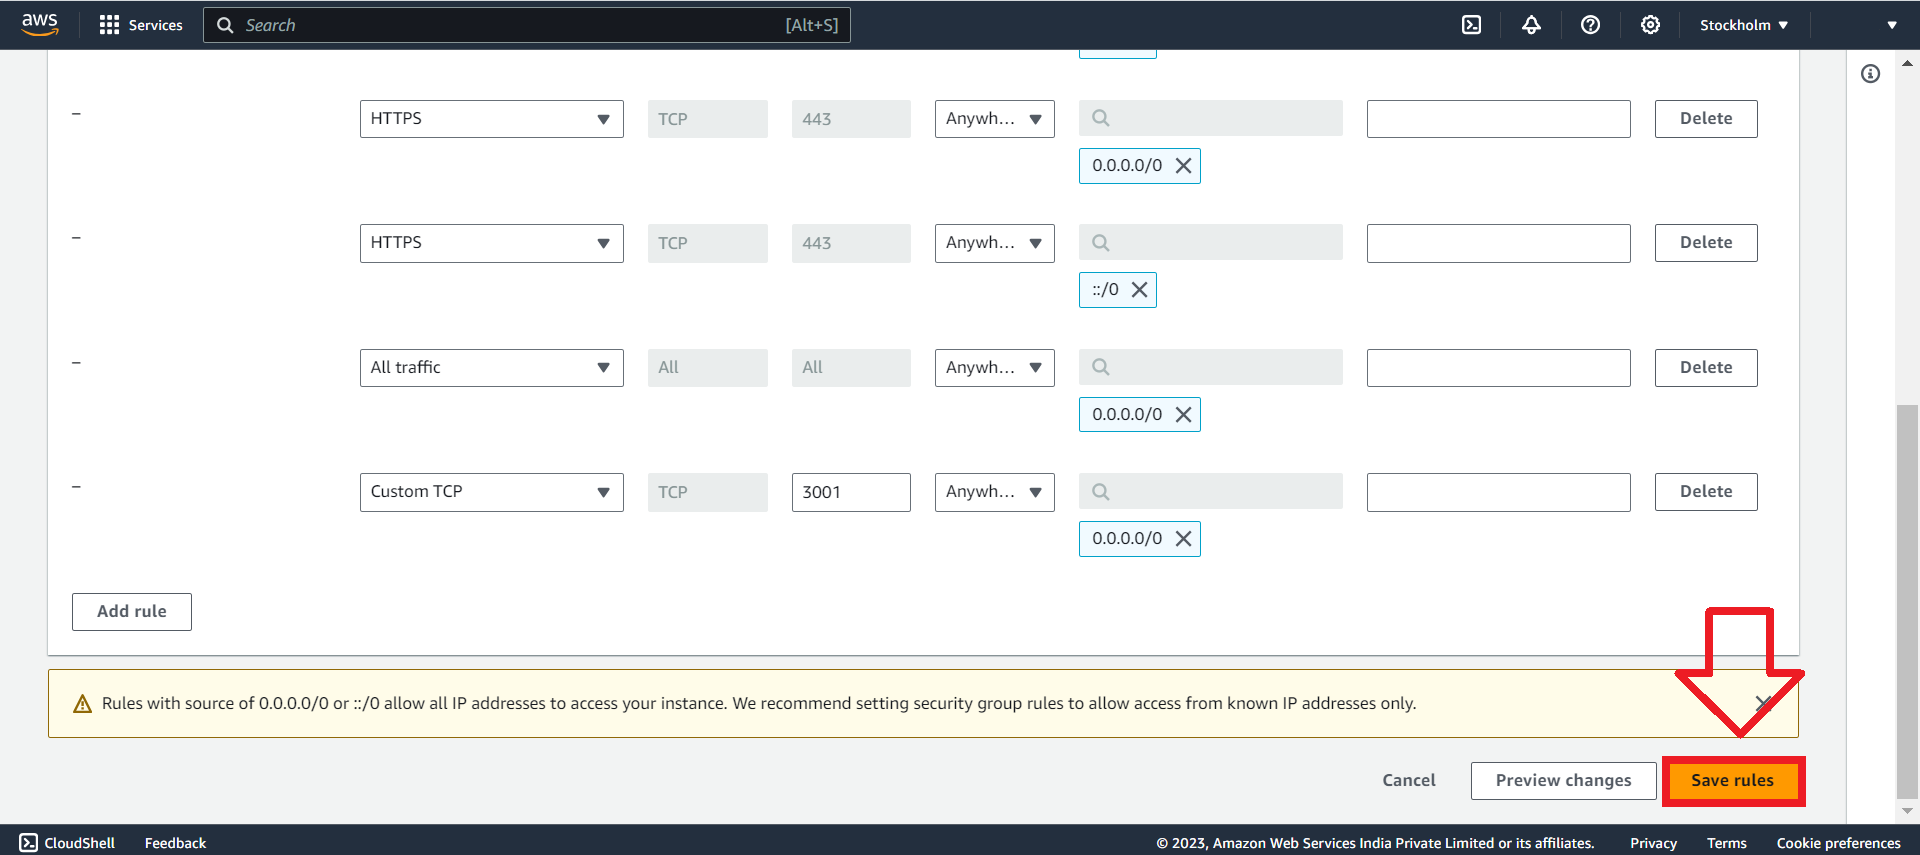 aws Services Search [Alt+S] Stockholm
– HTTPS TCP 443 Anywh... Delete
0.0.0.0/0
– HTTPS TCP 443 Anywh... Delete
::/0
– All traffic All All Anywh... Delete
0.0.0.0/0
– Custom TCP TCP 3001 Anywh... Delete
0.0.0.0/0
Add rule
Rules with source of 0.0.0.0/0 or ::/0 allow all IP addresses to access your instance. We recommend setting security group rules to allow access from known IP addresses only.
Cancel Preview changes Save rules
CloudShell Feedback © 2023, Amazon Web Services India Private Limited or its affiliates. Privacy Terms Cookie preferences